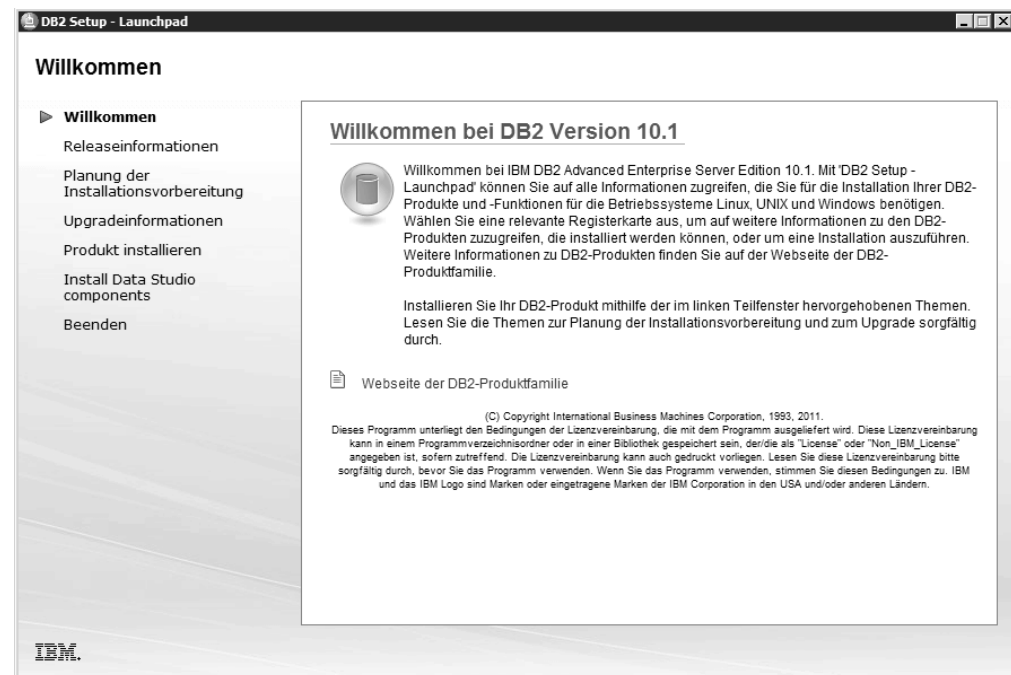 DB2 Setup - Launchpad
Willkommen
Willkommen
Releaseinformationen
Planung der
Installationsvorbereitung
Upgradeinformationen
Produkt installieren
Install Data Studio
components
Beenden
Willkommen bei DB2 Version 10.1
Willkommen bei IBM DB2 Advanced Enterprise Server Edition 10.1. Mit 'DB2 Setup -
Launchpad' können Sie auf alle Informationen zugreifen, die Sie für die Installation Ihrer DB2-
Produkte und -Funktionen für die Betriebssysteme Linux, UNIX und Windows benötigen.
Wählen Sie eine relevante Registerkarte aus, um auf weitere Informationen zu den DB2-
Produkten zuzugreifen, die installiert werden können, oder um eine Installation auszuführen.
Weitere Informationen zu DB2-Produkten finden Sie auf der Webseite der DB2-
Produktfamilie.
Installieren Sie Ihr DB2-Produkt mithilfe der im linken Teilfenster hervorgehobenen Themen.
Lesen Sie die Themen zur Planung der Installationsvorbereitung und zum Upgrade sorgfältig
durch.
Webseite der DB2-Produktfamilie
(C) Copyright International Business Machines Corporation, 1993, 2011.
Dieses Programm unterliegt den Bedingungen der Lizenzvereinbarung, die mit dem Programm ausgeliefert wird. Diese Lizenzvereinbarung
kann in einem Programmverzeichnisordner oder in einer Bibliothek gespeichert sein, der/die als "License" oder "Non_IBM_License"
angegeben ist, sofern zutreffend. Die Lizenzvereinbarung kann auch gedruckt vorliegen. Lesen Sie diese Lizenzvereinbarung bitte
sorgfältig durch, bevor Sie das Programm verwenden. Wenn Sie das Programm verwenden, stimmen Sie diesen Bedingungen zu. IBM
und das IBM Logo sind Marken oder eingetragene Marken der IBM Corporation in den USA und/oder anderen Ländern.
IBM.